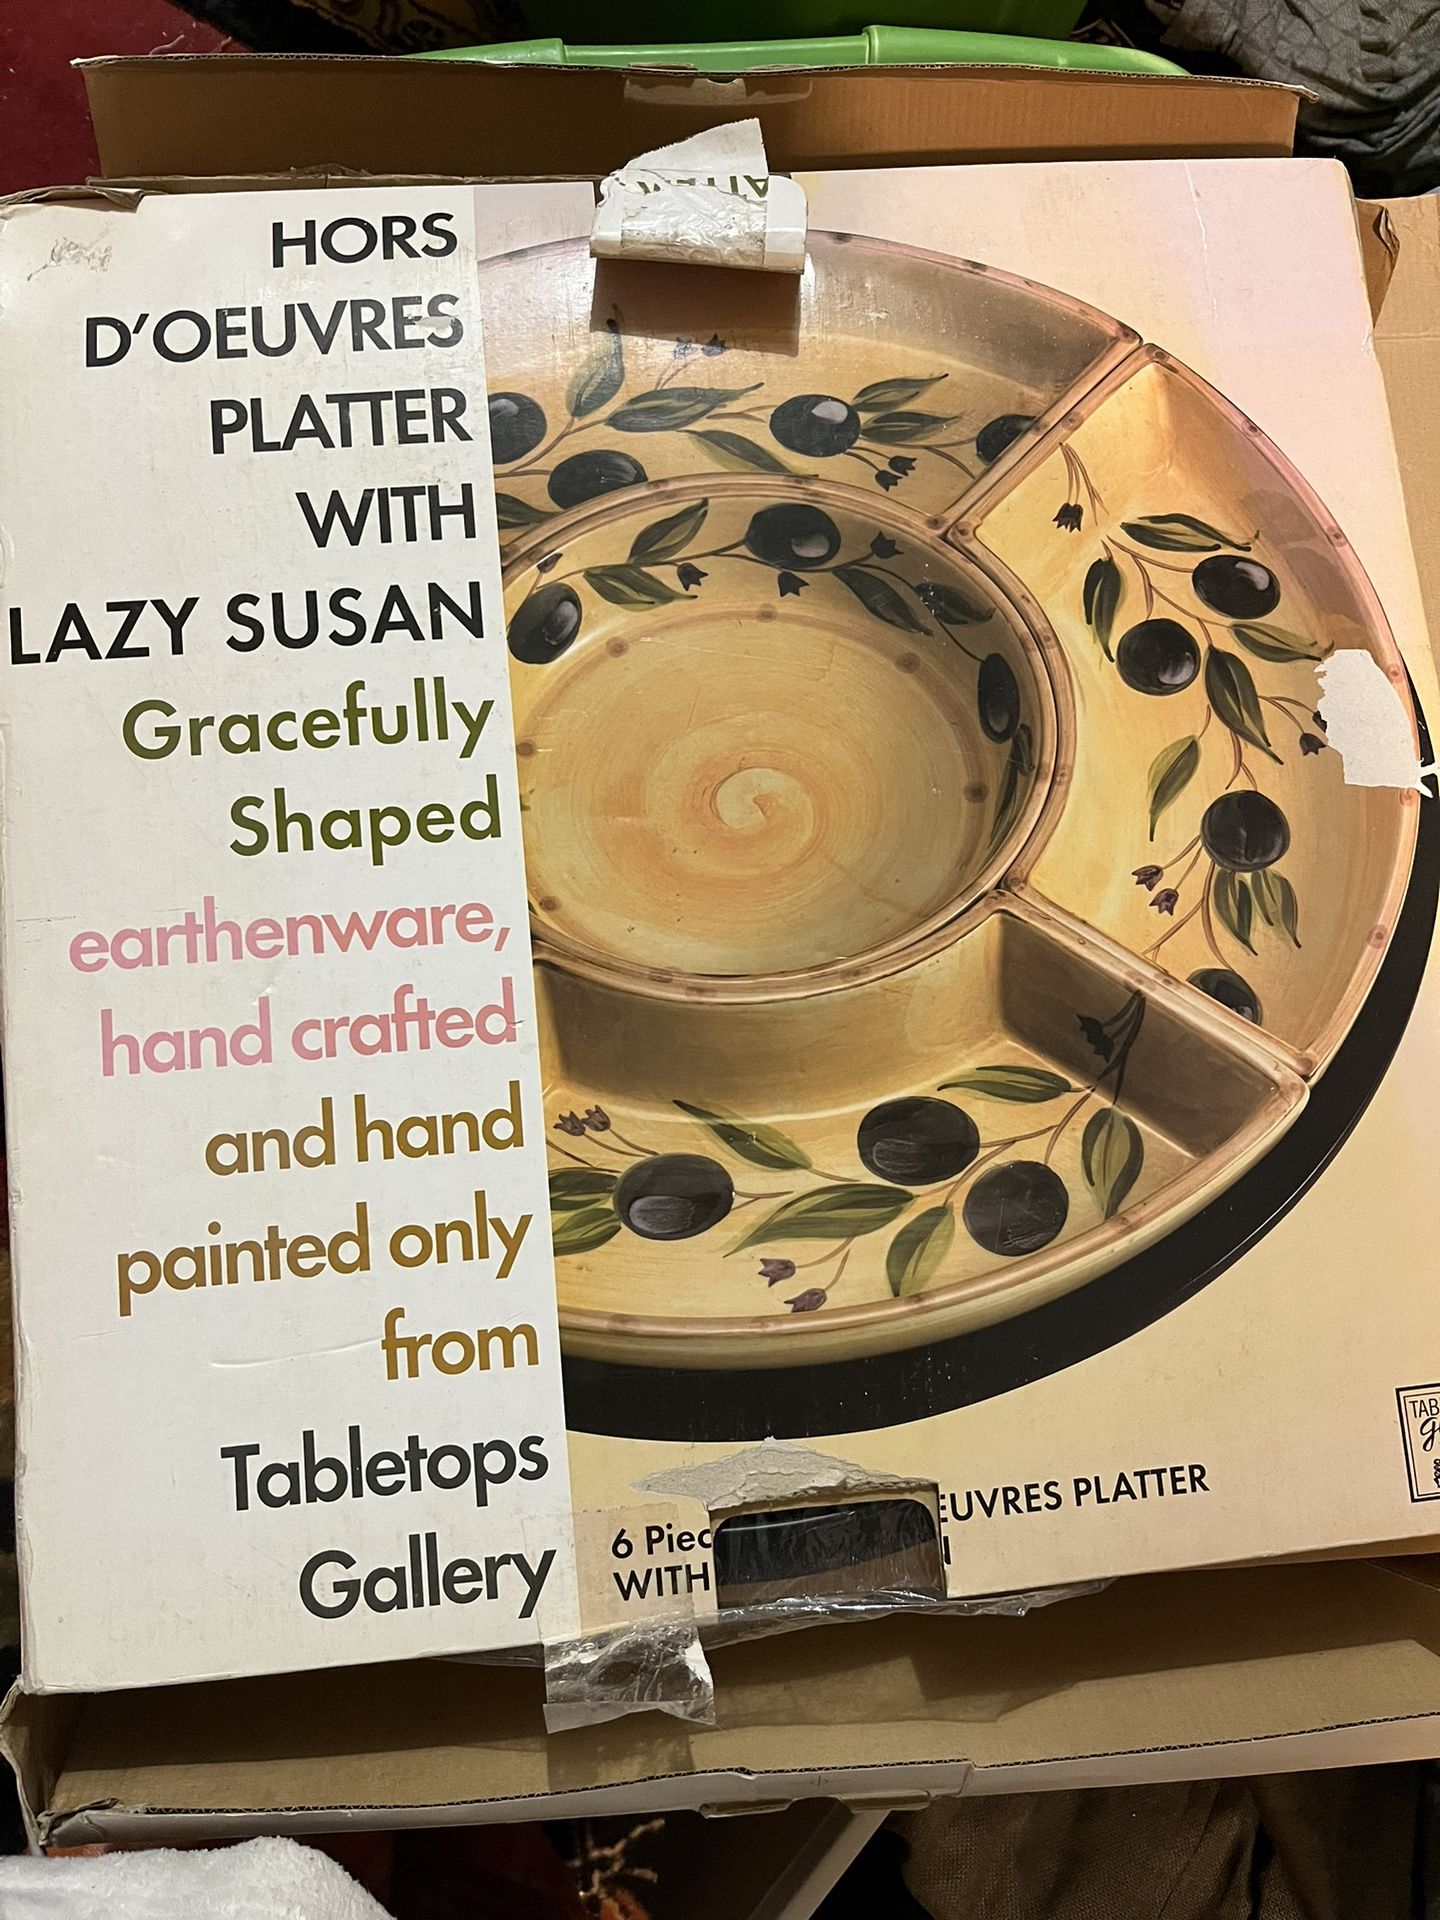 HORS
D'OEUVRES
PLATTER
WITH
LAZY SUSAN
Gracefully
Shaped
earthenware,
hand crafted
and hand
painted only
from
Tabletops
Gallery
6 Piec EUVRES PLATTER
WITH
TAB